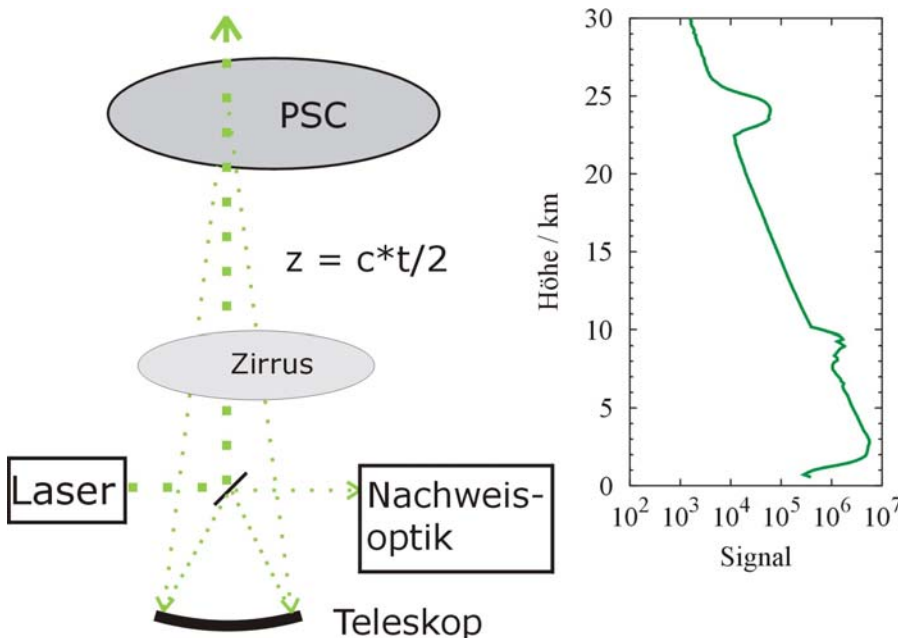 PSC
z = c*t/2
Zirrus
Laser
Nachweis-
optik
Teleskop
30
25
20
15
10
5
0
Höhe / km
10²
10³
10⁴
10⁵
10⁶
10⁷
Signal